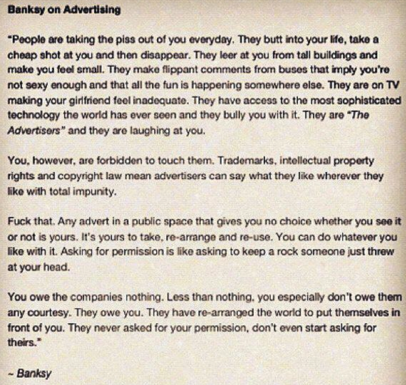 Banksy on Advertising
"People are taking the piss out of you everyday. They butt into your life, take a
cheap shot at you and then disappear. They leer at you from tall buildings and
make you feel small. They make flippant comments from buses that imply you're
not sexy enough and that all the fun is happening somewhere else. They are on TV
making your girlfriend feel inadequate. They have access to the most sophisticated
technology the world has ever seen and they bully you with it. They are "The
Advertisers" and they are laughing at you.
You, however, are forbidden to touch them. Trademarks, intellectual property
rights and copyright law mean advertisers can say what they like wherever they
like with total impunity.
Fuck that. Any advert in a public space that gives you no choice whether you see it
or not is yours. It's yours to take, re-arrange and re-use. You can do whatever you
like with it. Asking for permission is like asking to keep a rock someone just threw
at your head.
You owe the companies nothing. Less than nothing, you especially don't owe them
any courtesy. They owe you. They have re-arranged the world to put themselves in
front of you. They never asked for your permission, don't even start asking for
theirs."
~ Banksy